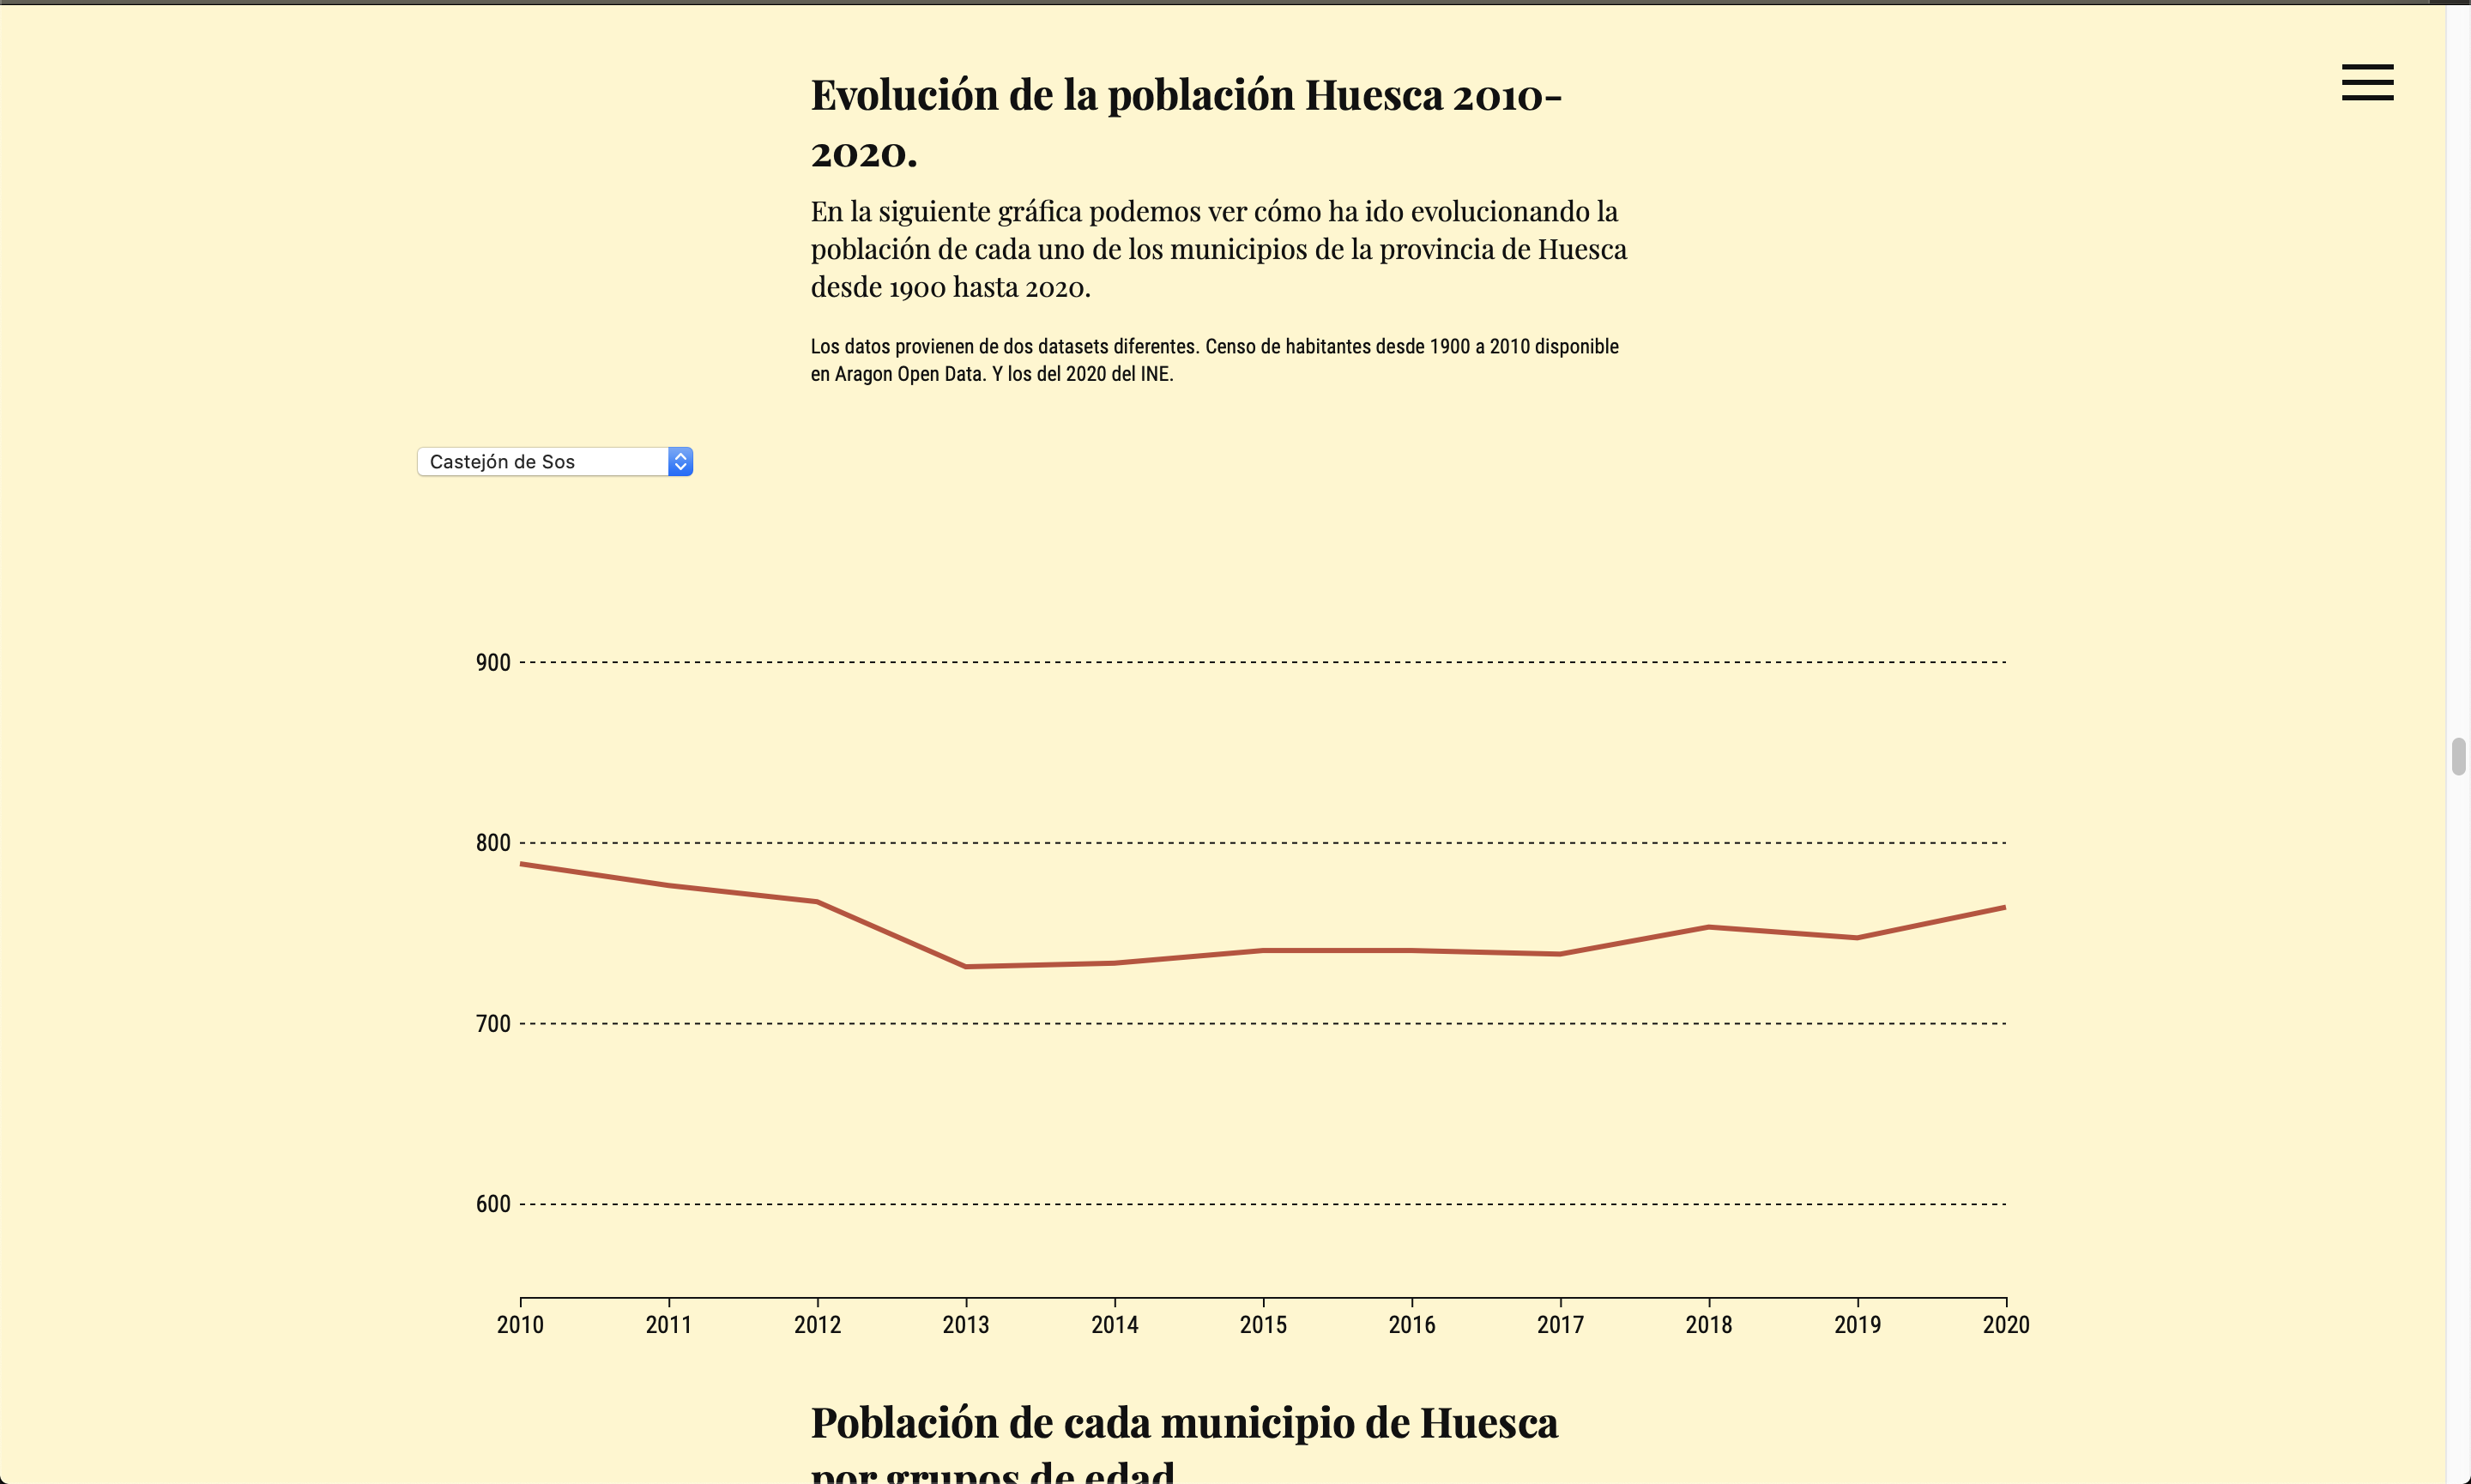 Evolución de la población Huesca 2010-
2020.
En la siguiente gráfica podemos ver cómo ha ido evolucionando la
población de cada uno de los municipios de la provincia de Huesca
desde 1900 hasta 2020.
Los datos provienen de dos datasets diferentes. Censo de habitantes desde 1900 a 2010 disponible
en Aragon Open Data. Y los del 2020 del INE.
Castejón de Sos
900
800
700
600
2010 2011 2012 2013 2014 2015 2016 2017 2018 2019 2020
Población de cada municipio de Huesca
por grupos de edad